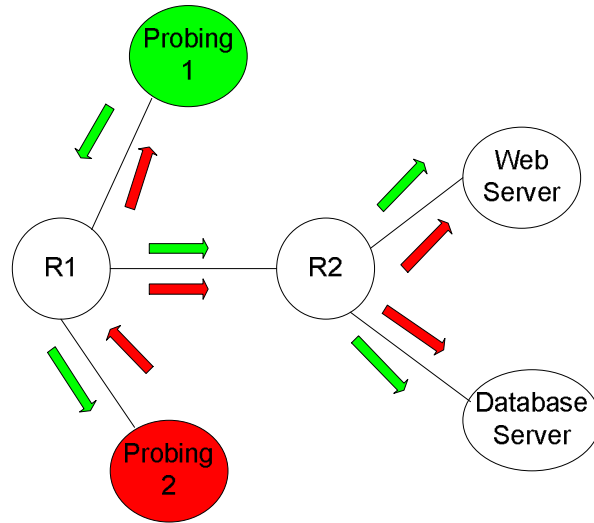 Probing
1
Web
Server
R1
R2
Database
Server
Probing
2